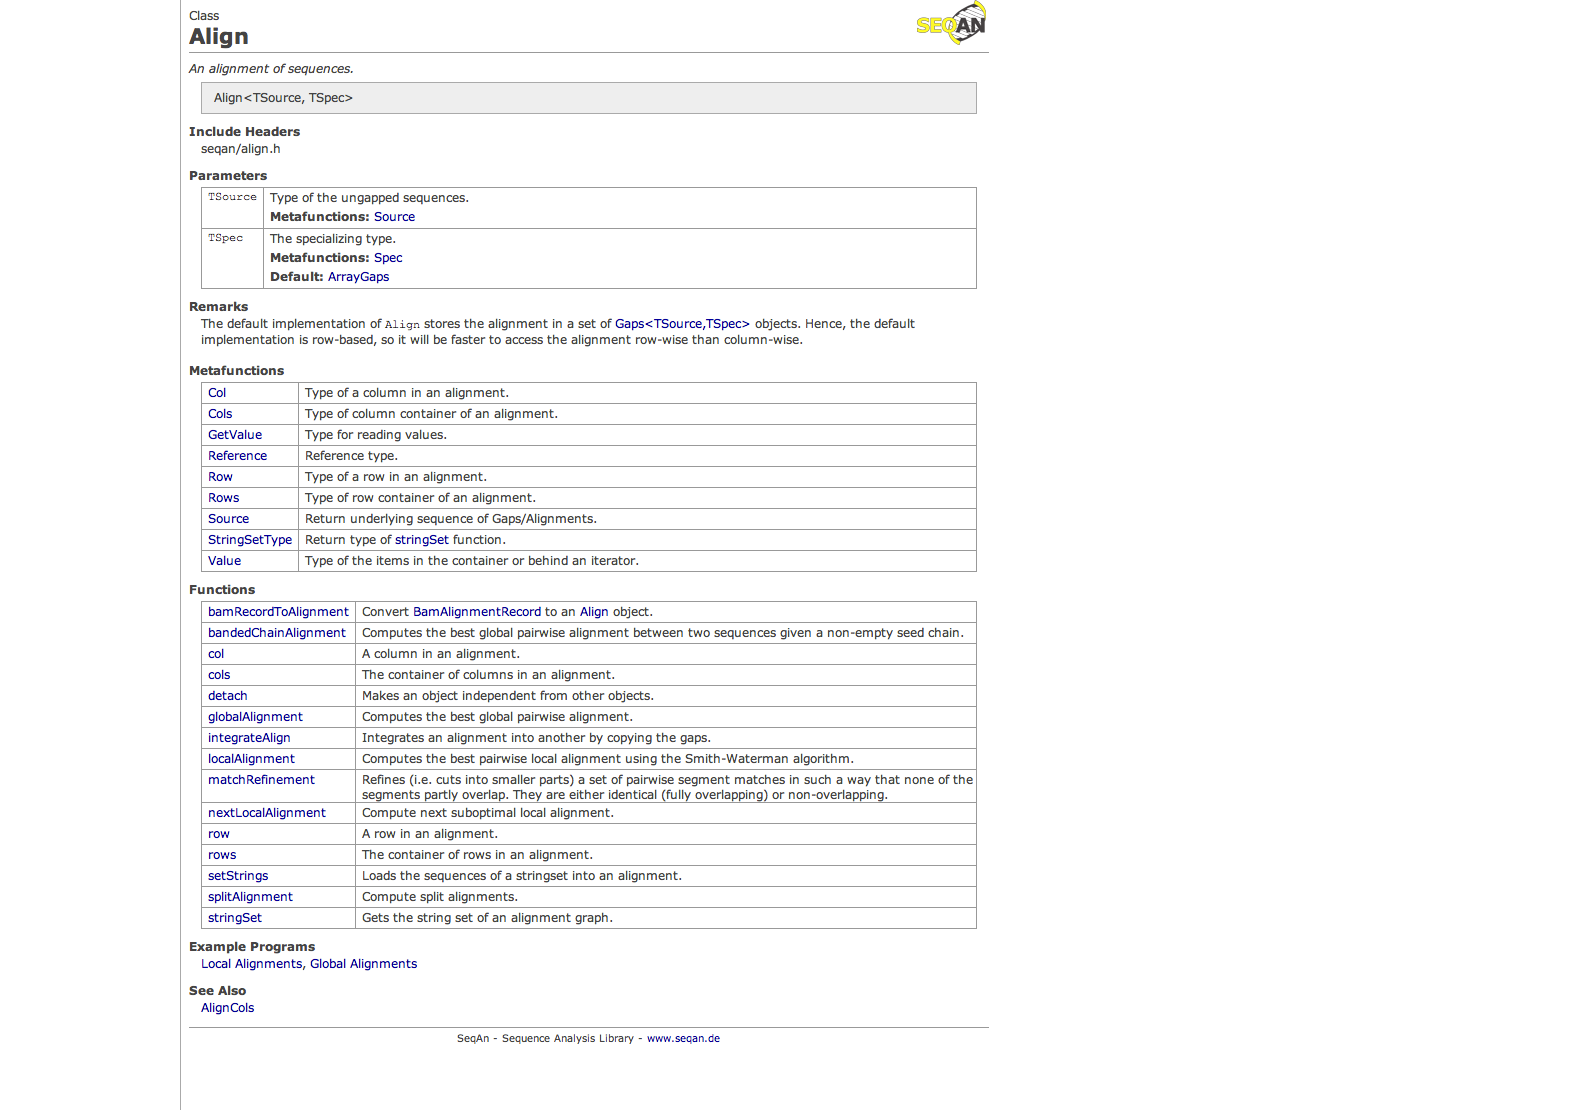 Class
Align
SEQAN
An alignment of sequences.
Align<TSource, TSpec>
Include Headers
seqan/align.h
Parameters
TSource Type of the ungapped sequences.
Metafunctions: Source
TSpec The specializing type.
Metafunctions: Spec
Default: ArrayGaps
Remarks
The default implementation of Align stores the alignment in a set of Gaps<TSource,TSpec> objects. Hence, the default
implementation is row-based, so it will be faster to access the alignment row-wise than column-wise.
Metafunctions
Col Type of a column in an alignment.
Cols Type of column container of an alignment.
GetValue Type for reading values.
Reference Reference type.
Row Type of a row in an alignment.
Rows Type of row container of an alignment.
Source Return underlying sequence of Gaps/Alignments.
StringSetType Return type of stringSet function.
Value Type of the items in the container or behind an iterator.
Functions
bamRecordToAlignment Convert BamAlignmentRecord to an Align object.
bandedChainAlignment Computes the best global pairwise alignment between two sequences given a non-empty seed chain.
col A column in an alignment.
cols The container of columns in an alignment.
detach Makes an object independent from other objects.
globalAlignment Computes the best global pairwise alignment.
integrateAlign Integrates an alignment into another by copying the gaps.
localAlignment Computes the best pairwise local alignment using the Smith-Waterman algorithm.
matchRefinement Refines (i.e. cuts into smaller parts) a set of pairwise segment matches in such a way that none of the
segments partly overlap. They are either identical (fully overlapping) or non-overlapping.
nextLocalAlignment Compute next suboptimal local alignment.
row A row in an alignment.
rows The container of rows in an alignment.
setStrings Loads the sequences of a stringset into an alignment.
splitAlignment Compute split alignments.
stringSet Gets the string set of an alignment graph.
Example Programs
Local Alignments, Global Alignments
See Also
AlignCols
SeqAn - Sequence Analysis Library - www.seqan.de